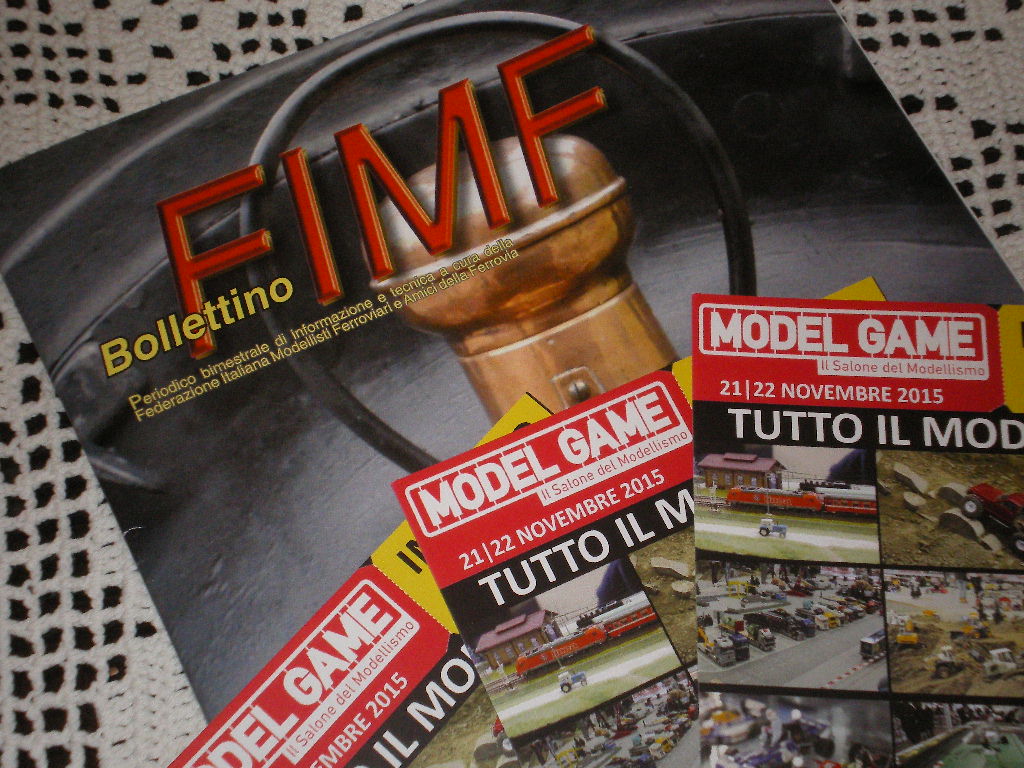 FIMF
Bollettino
Periodico bimestrale di informazione e tecnica a cura della
Federazione Italiana Modellisti Ferroviari e Amici della Ferrovia
MODEL GAME
Il Salone del Modellismo
21|22 NOVEMBRE 2015
TUTTO IL MOD
MODEL GAME
Il Salone del Modellismo
21|22 NOVEMBRE 2015
TUTTO IL M
IN
MODEL GAME
Il Salone del Modellismo
EMBRE 2015
IL MO